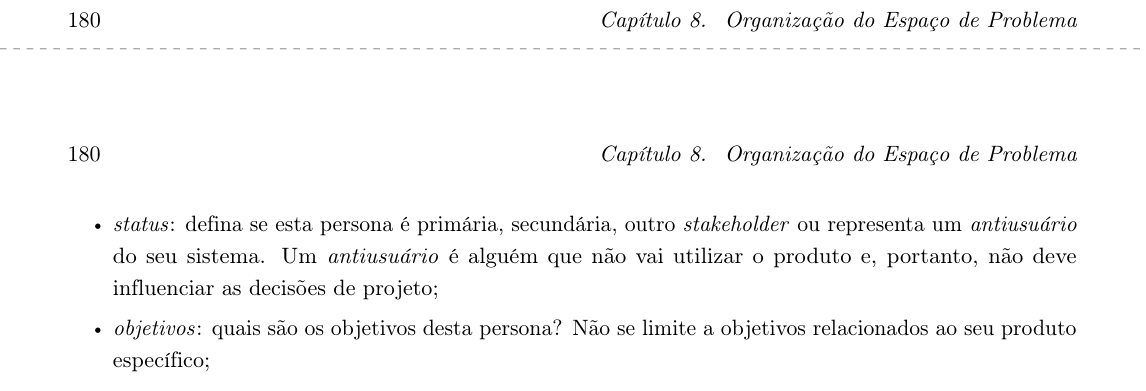 180 Capítulo 8. Organização do Espaço de Problema
180 Capítulo 8. Organização do Espaço de Problema
• status: defina se esta persona é primária, secundária, outro stakeholder ou representa um antiusuário
do seu sistema. Um antiusuário é alguém que não vai utilizar o produto e, portanto, não deve
influenciar as decisões de projeto;
• objetivos: quais são os objetivos desta persona? Não se limite a objetivos relacionados ao seu produto
específico;